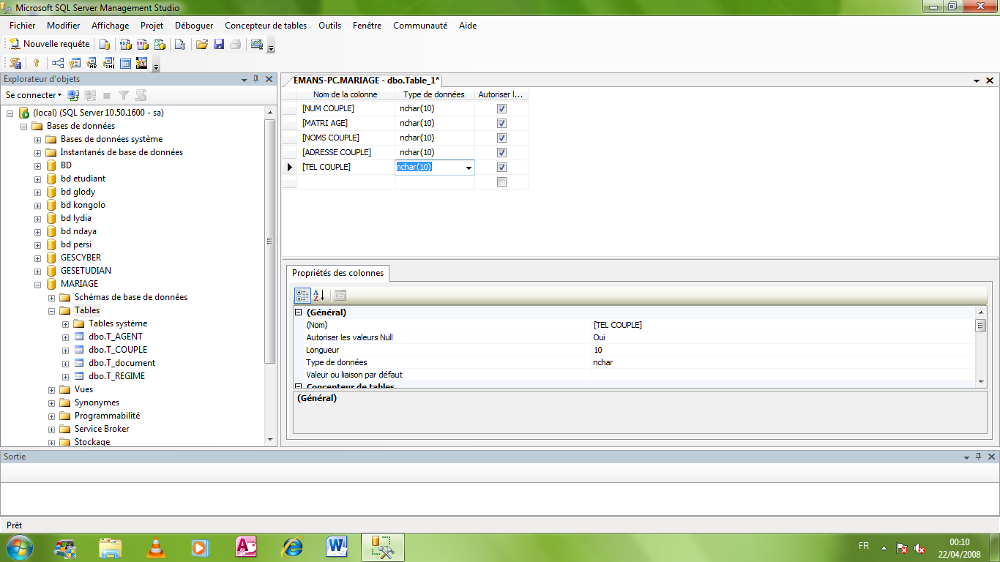 Microsoft SQL Server Management Studio
Fichier Modifier Affichage Projet Déboguer Concepteur de tables Outils Fenêtre Communauté Aide
Nouvelle requête
Explorateur d'objets
Se connecter
(local) (SQL Server 10.50.1600 - sa)
Bases de données
Bases de données système
Instantanés de base de données
BD
bd etudiant
bd glody
bd kongolo
bd lydia
bd ndaya
bd persi
GESCYBER
GESETUDIAN
MARIAGE
Schémas de base de données
Tables
Tables système
dbo.T_AGENT
dbo.T_COUPLE
dbo.T_document
dbo.T_REGIME
Vues
Synonymes
Programmabilité
Service Broker
Stockage
EMANS-PC.MARIAGE - dbo.Table_1*
Nom de la colonne Type de données Autoriser l...
[NUM COUPLE] nchar(10)
[MATRI AGE] nchar(10)
[NOMS COUPLE] nchar(10)
[ADRESSE COUPLE] nchar(10)
[TEL COUPLE] nchar(10)
Propriétés des colonnes
(Général)
(Nom) [TEL COUPLE]
Autoriser les valeurs Null Oui
Longueur 10
Type de données nchar
Valeur ou liaison par défaut
Concepteur de tables
(Général)
Sortie
Prêt
FR 00:10
22/04/2008